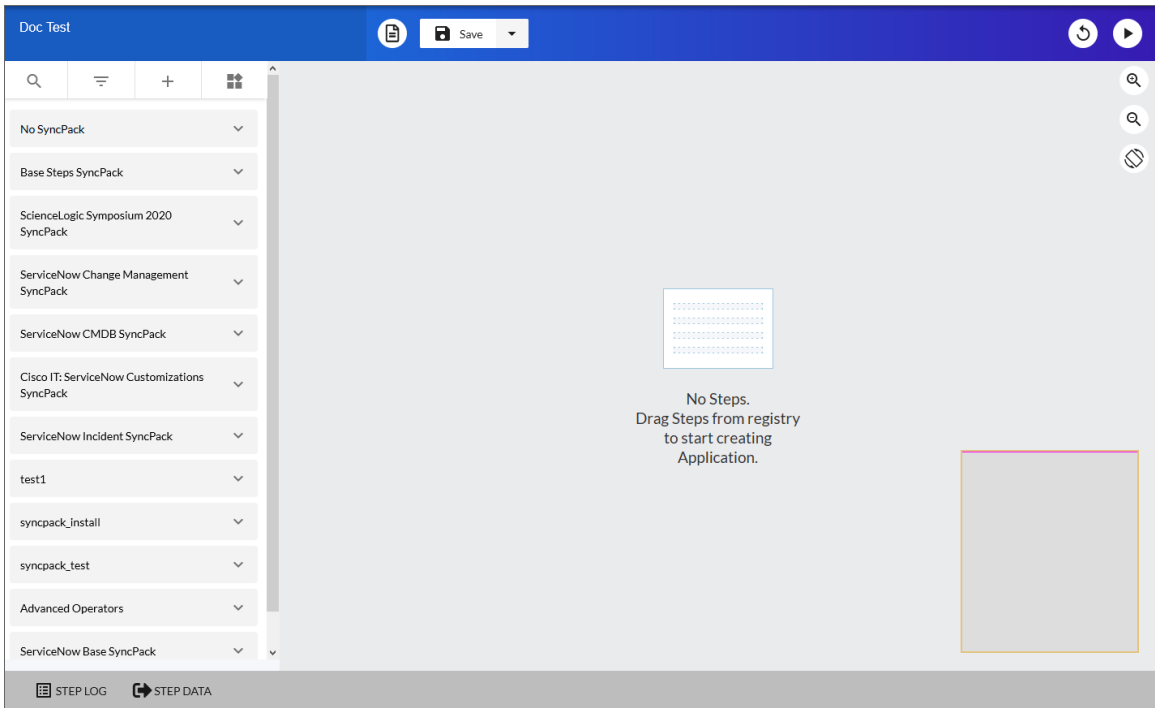 Doc Test
Save
No SyncPack
Base Steps SyncPack
ScienceLogic Symposium 2020
SyncPack
ServiceNow Change Management
SyncPack
ServiceNow CMDB SyncPack
Cisco IT: ServiceNow Customizations
SyncPack
ServiceNow Incident SyncPack
test1
syncpack_install
syncpack_test
Advanced Operators
ServiceNow Base SyncPack
No Steps.
Drag Steps from registry
to start creating
Application.
STEP LOG
STEP DATA